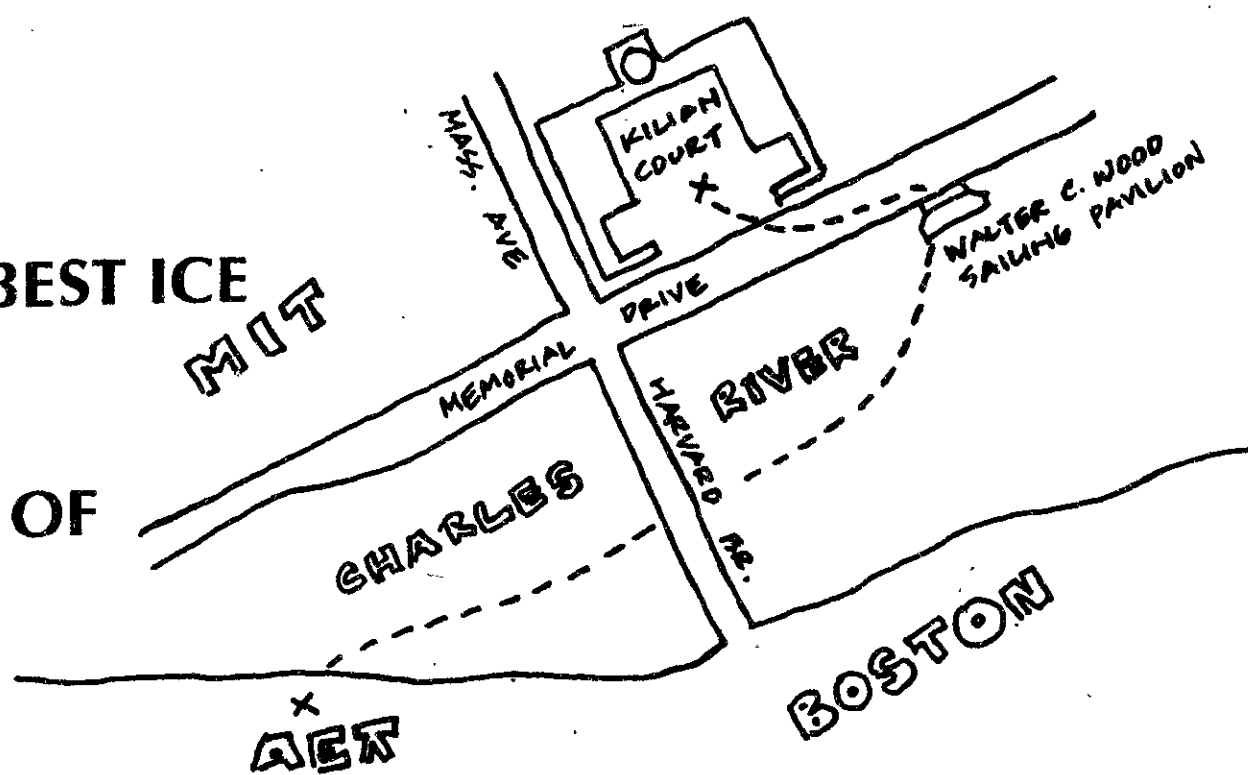 KILIAN
COURT
MASS. AVE
WALTER C. WOOD
SAILING PAVILION
BEST ICE
MIT
MEMORIAL DRIVE
HARVARD BR.
CHARLES RIVER
OF
BOSTON
AEΠ